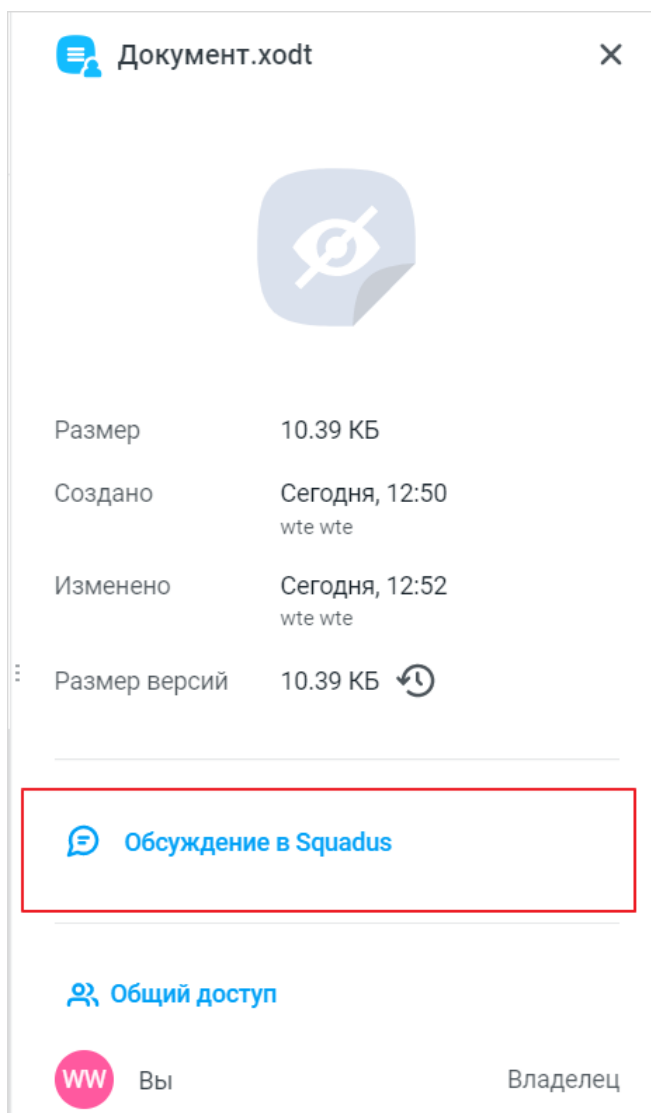 Документ.xodt
Размер 10.39 КБ
Создано Сегодня, 12:50
wte wte
Изменено Сегодня, 12:52
wte wte
Размер версий 10.39 КБ
Обсуждение в Squadus
Общий доступ
WW Вы Владелец